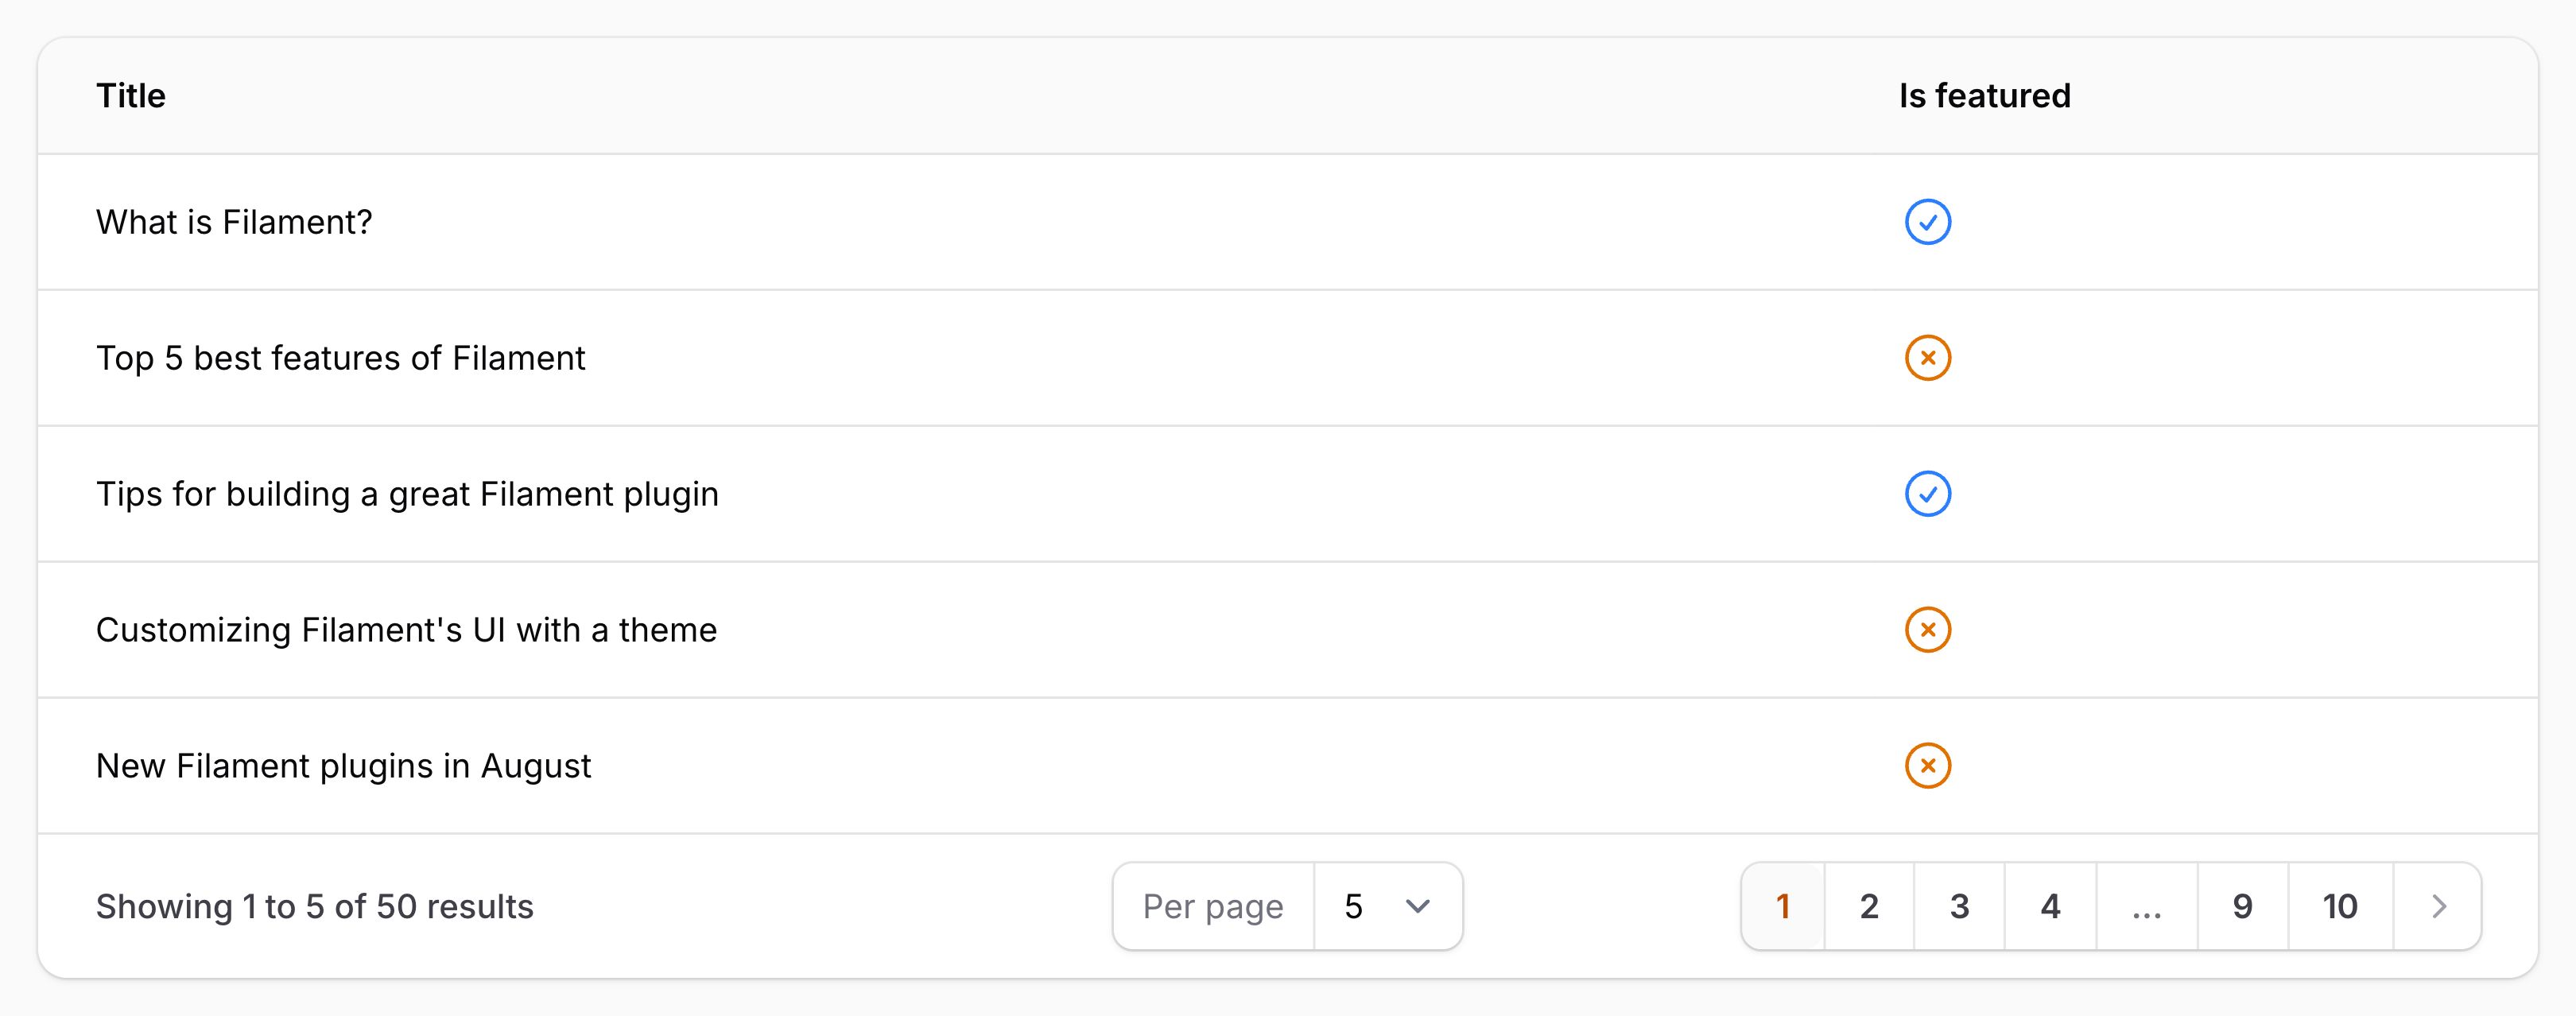 Title Is featured
What is Filament?
Top 5 best features of Filament
Tips for building a great Filament plugin
Customizing Filament's UI with a theme
New Filament plugins in August
Showing 1 to 5 of 50 results Per page 5 1 2 3 4 ... 9 10